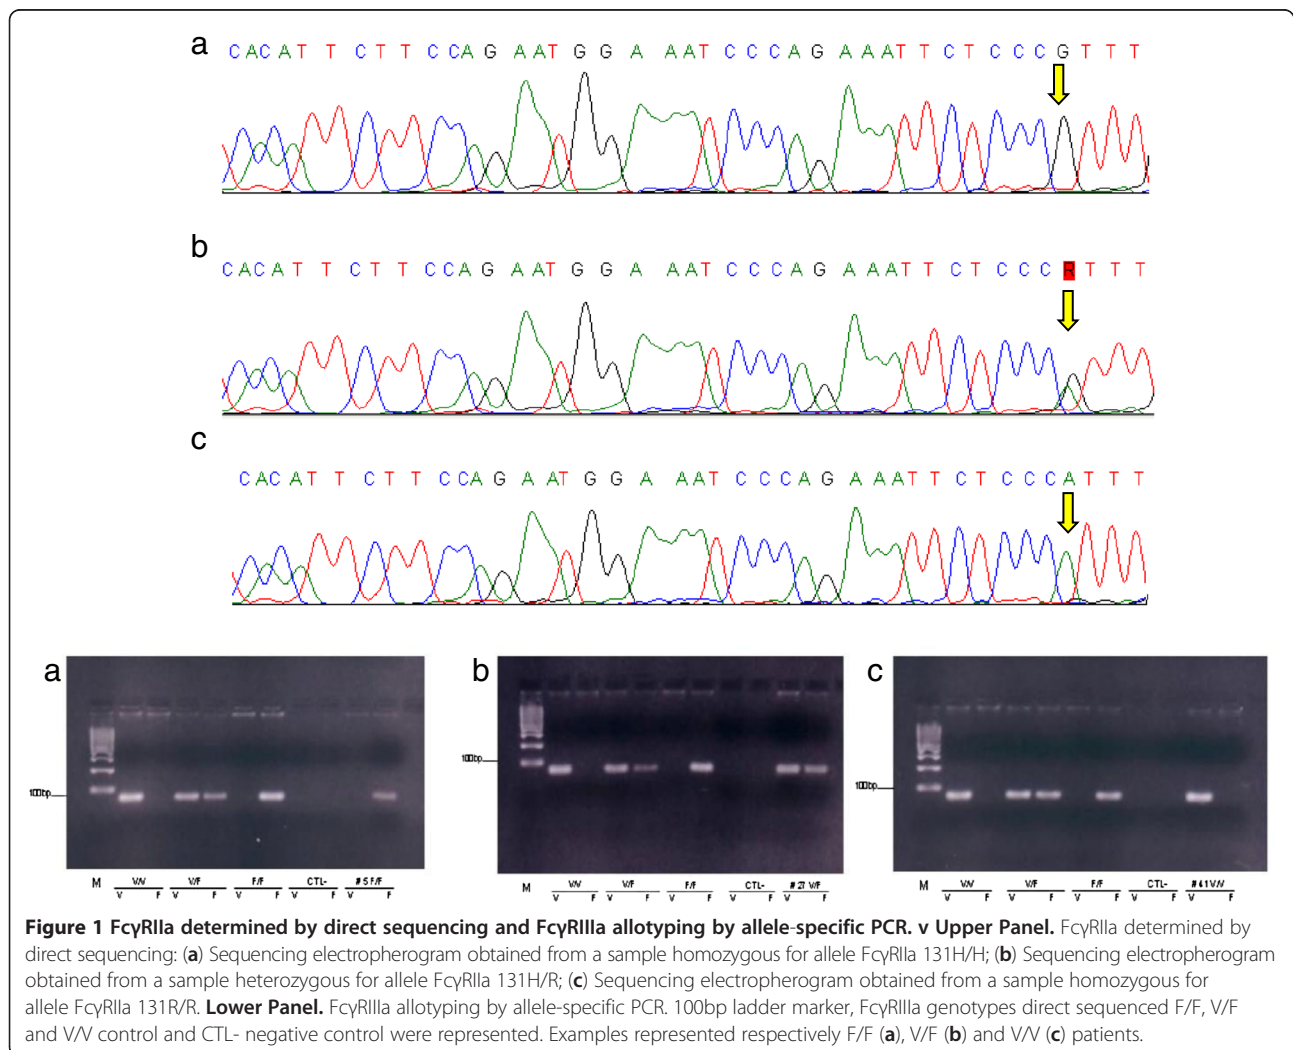 a
C A C A T T C T T C C A G A A T G G A A A T C C C A G A A A T T C T C C C G T T T
b
C A C A T T C T T C C A G A A T G G A A A T C C C A G A A A T T C T C C C R T T T
c
C A C A T T C T T C C A G A A T G G A A A T C C C A G A A A T T C T C C C A T T T
a
100bp
M V/V V/F F/F CTL- # 5 F/F
V F V F V F V F V F
b
100bp
M V/V V/F F/F CTL- # 27 V/F
V F V F V F V F V F
c
100bp
M V/V V/F F/F CTL- # 41 V/V
V F V F V F V F V F
Figure 1 FcγRIIa determined by direct sequencing and FcγRIIIa allotyping by allele-specific PCR. v Upper Panel. FcγRIIa determined by
direct sequencing: (a) Sequencing electropherogram obtained from a sample homozygous for allele FcγRIIa 131H/H; (b) Sequencing electropherogram
obtained from a sample heterozygous for allele FcγRIIa 131H/R; (c) Sequencing electropherogram obtained from a sample homozygous for
allele FcγRIIa 131R/R. Lower Panel. FcγRIIIa allotyping by allele-specific PCR. 100bp ladder marker, FcγRIIIa genotypes direct sequenced F/F, V/F
and V/V control and CTL- negative control were represented. Examples represented respectively F/F (a), V/F (b) and V/V (c) patients.